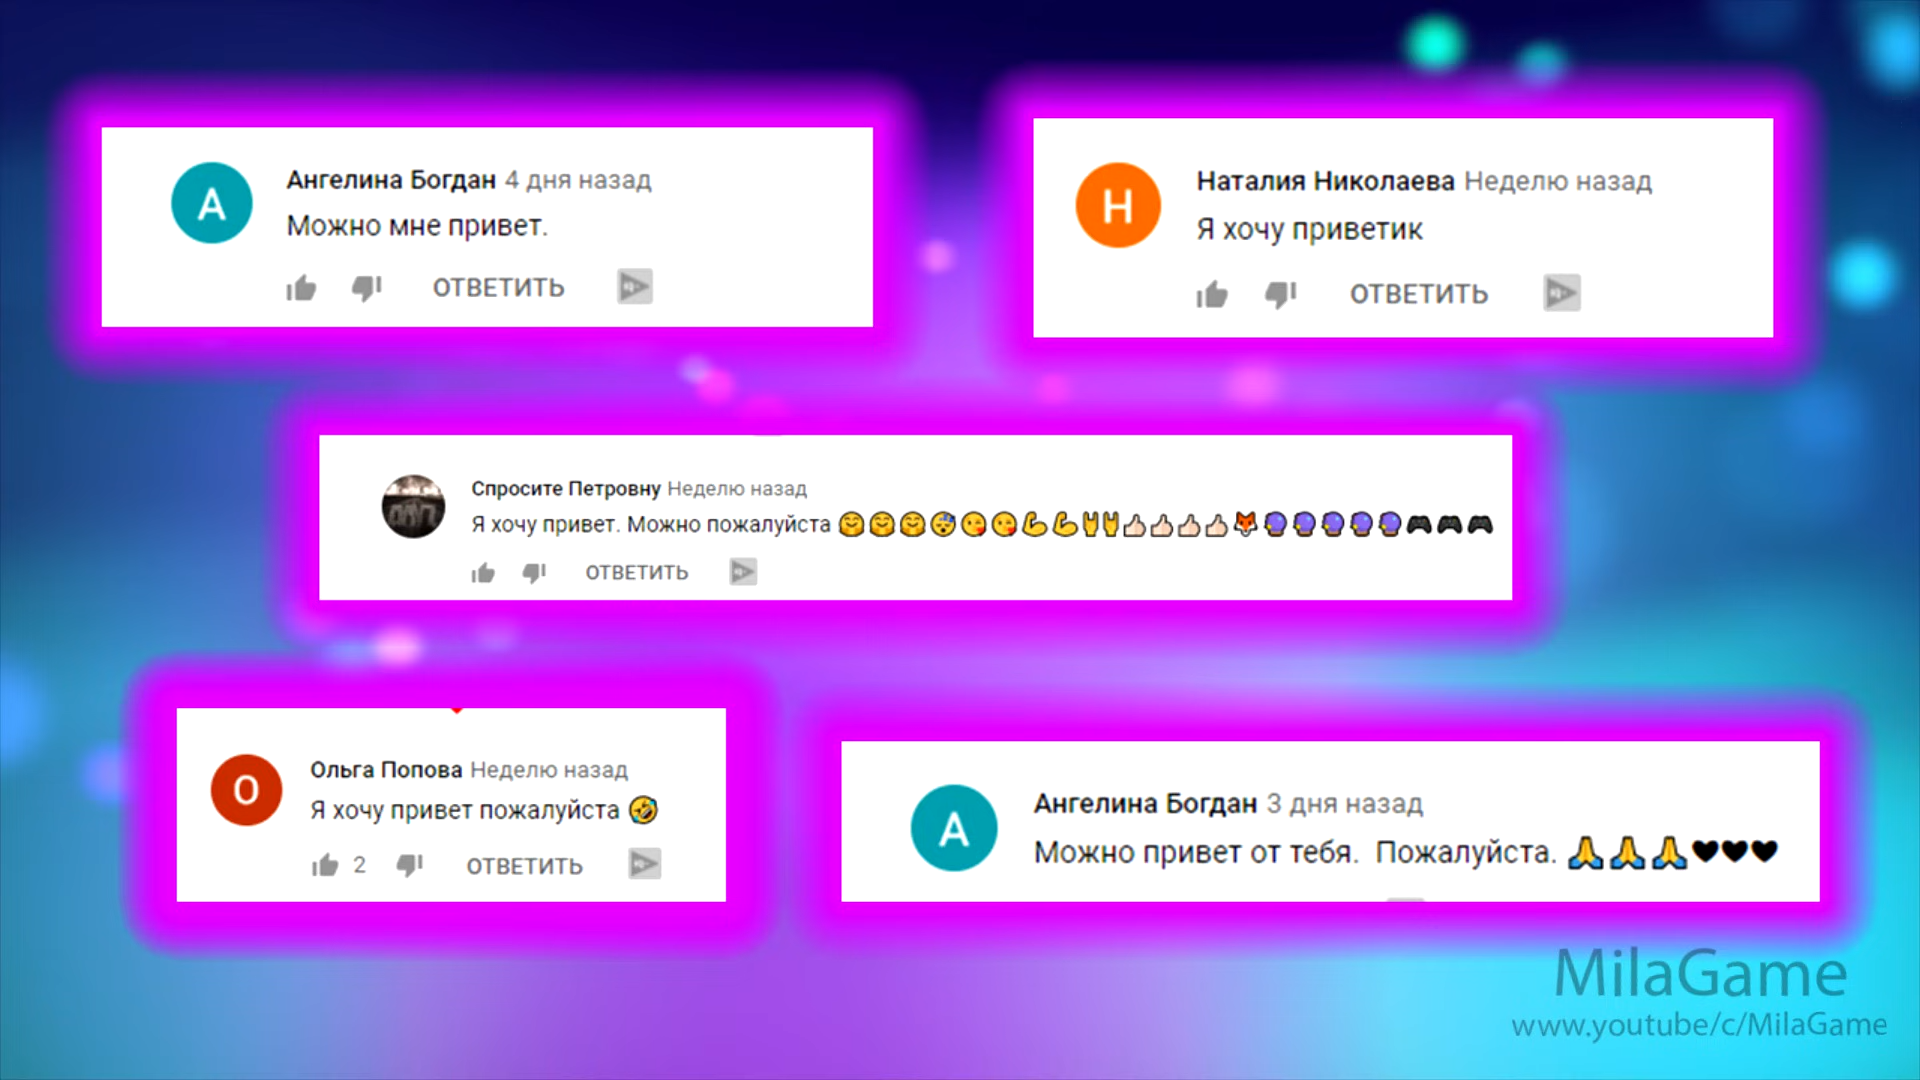 А
Ангелина Богдан 4 дня назад
Можно мне привет.
ОТВЕТИТЬ
Н
Наталия Николаева Неделю назад
Я хочу приветик
ОТВЕТИТЬ
Спросите Петровну Неделю назад
Я хочу привет. Можно пожалуйста 🤗🤗🤗😴😘😘💪💪🤘🤘👍🏻👍🏻👍🏻👍🏻🦊🔮🔮🔮🔮🔮🎮🎮🎮
ОТВЕТИТЬ
О
Ольга Попова Неделю назад
Я хочу привет пожалуйста 🤣
2 ОТВЕТИТЬ
А
Ангелина Богдан 3 дня назад
Можно привет от тебя. Пожалуйста. 🙏🙏🙏🖤🖤🖤
MilaGame
www.youtube/c/MilaGame